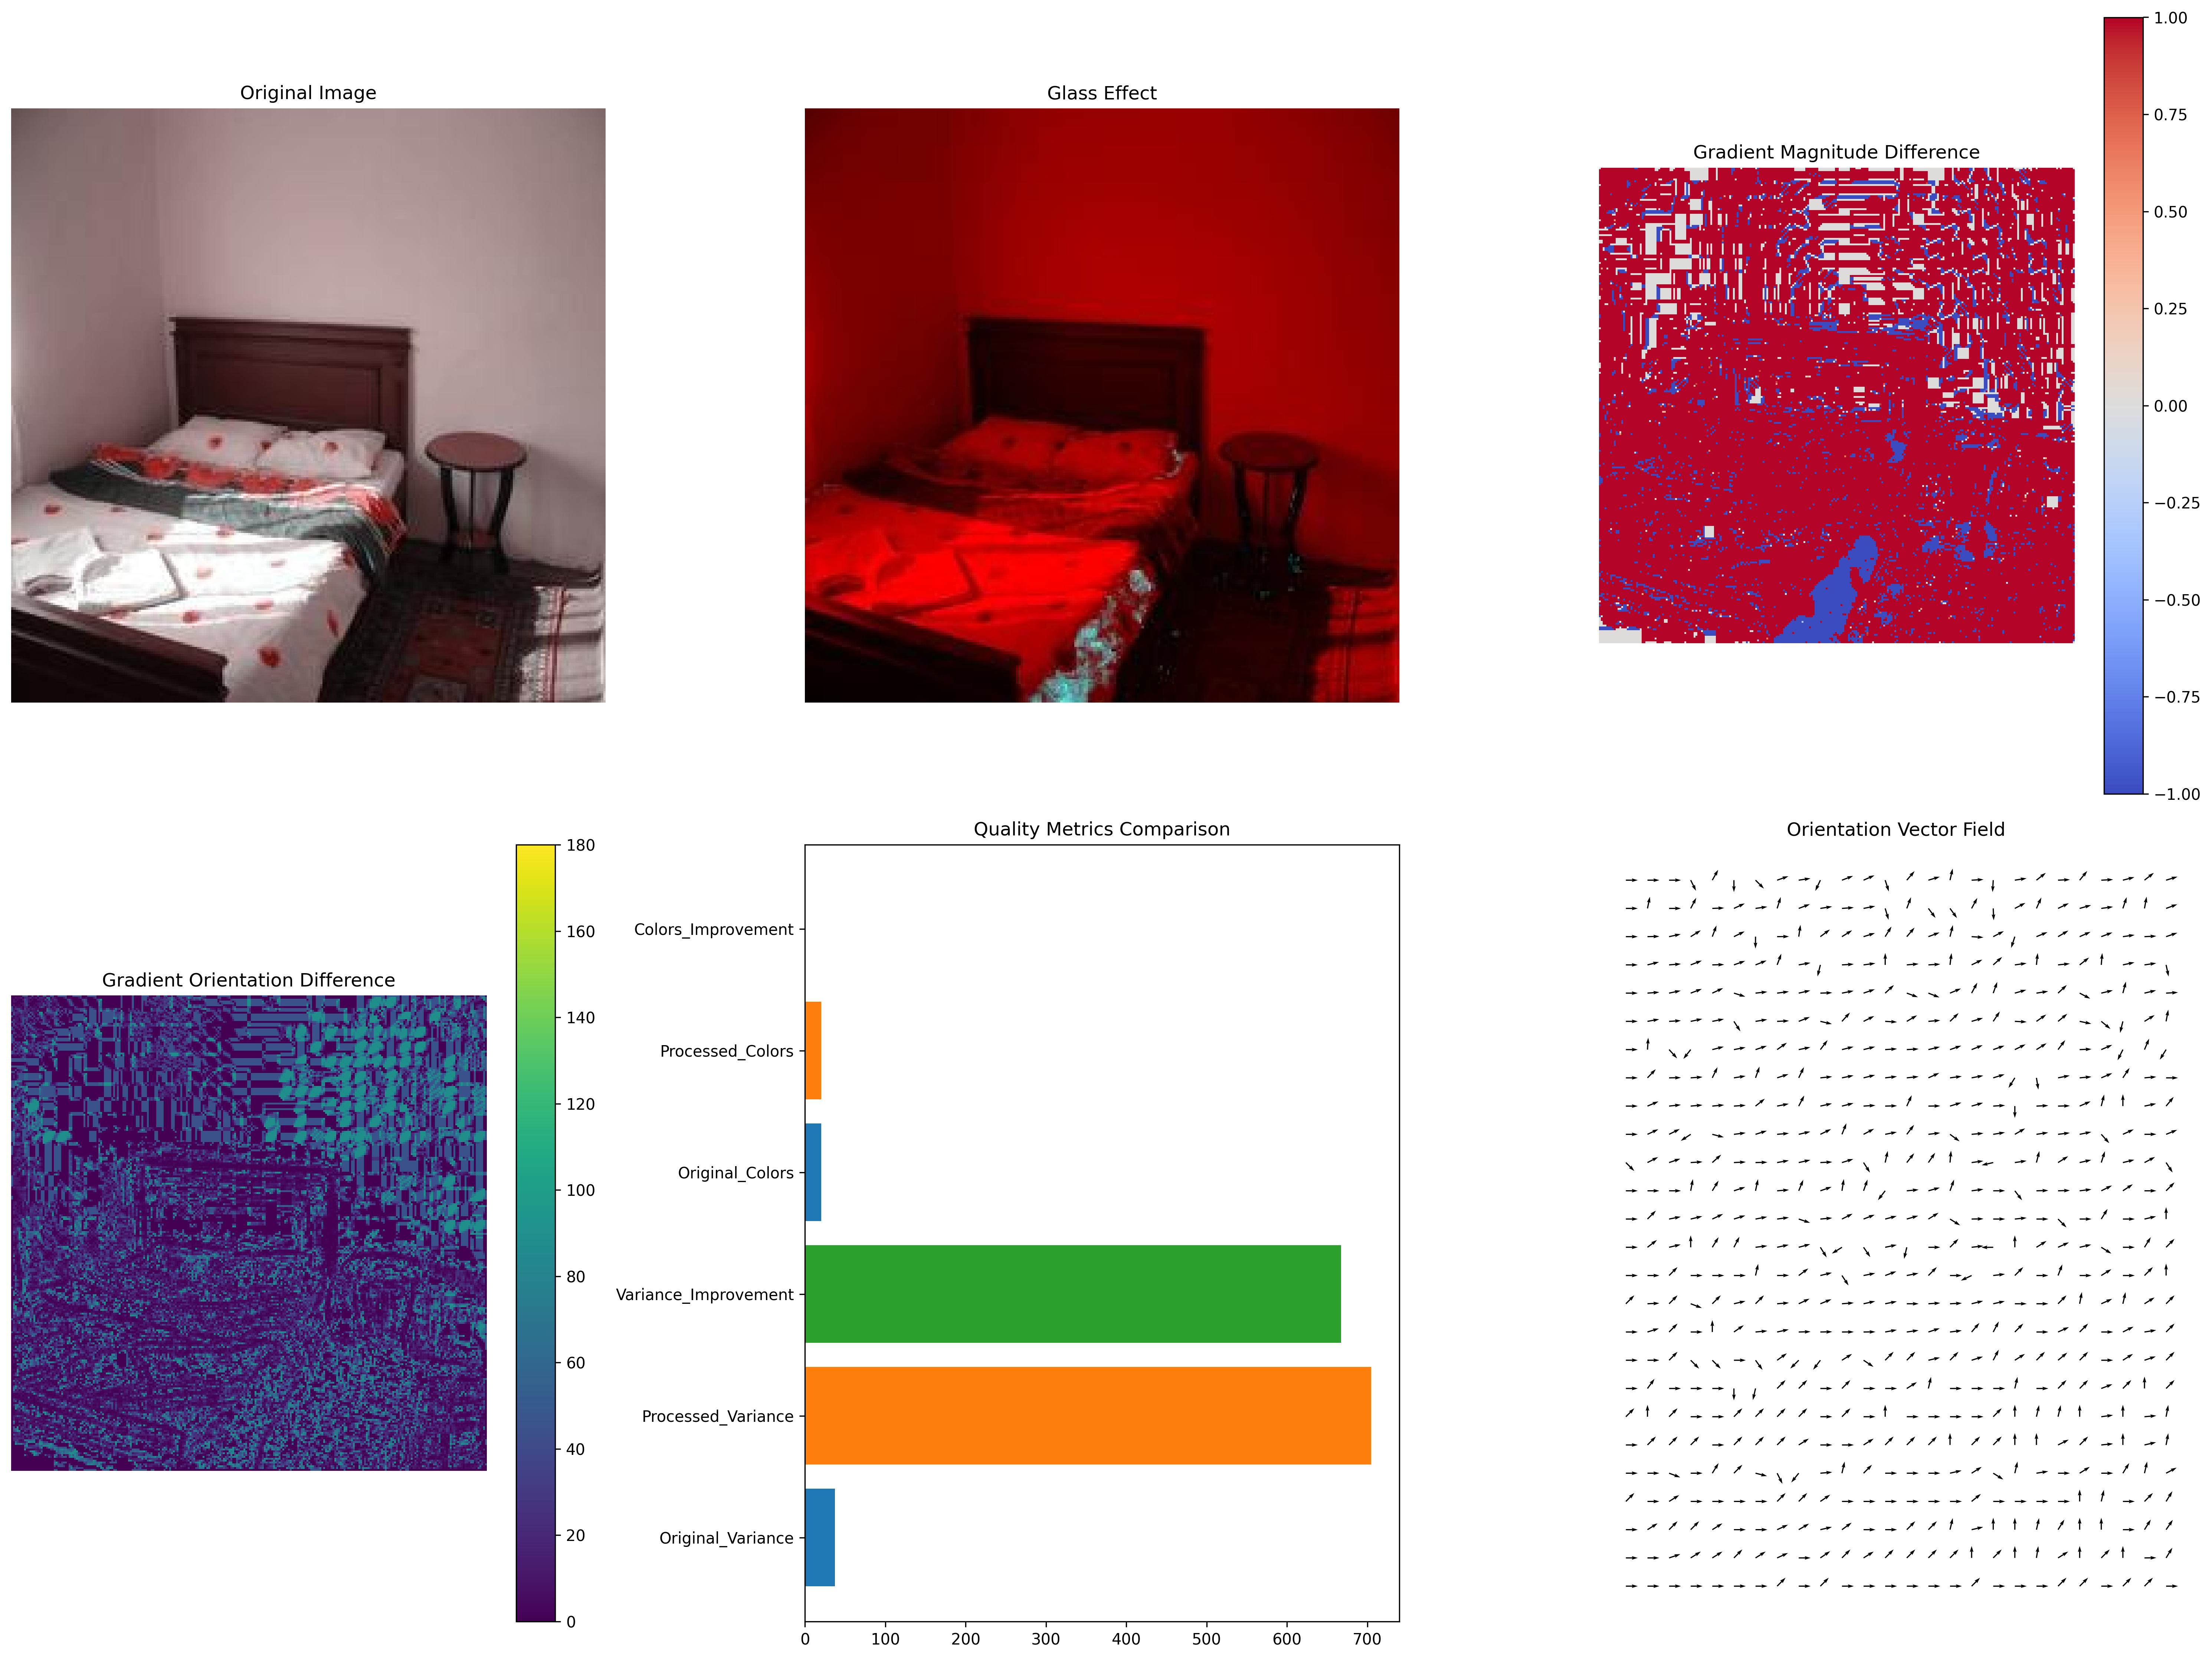 Original Image
Glass Effect
Gradient Magnitude Difference
1.00
0.75
0.50
0.25
0.00
−0.25
−0.50
−0.75
−1.00
Gradient Orientation Difference
180
160
140
120
100
80
60
40
20
0
Quality Metrics Comparison
Colors_Improvement
Processed_Colors
Original_Colors
Variance_Improvement
Processed_Variance
Original_Variance
0 100 200 300 400 500 600 700
Orientation Vector Field